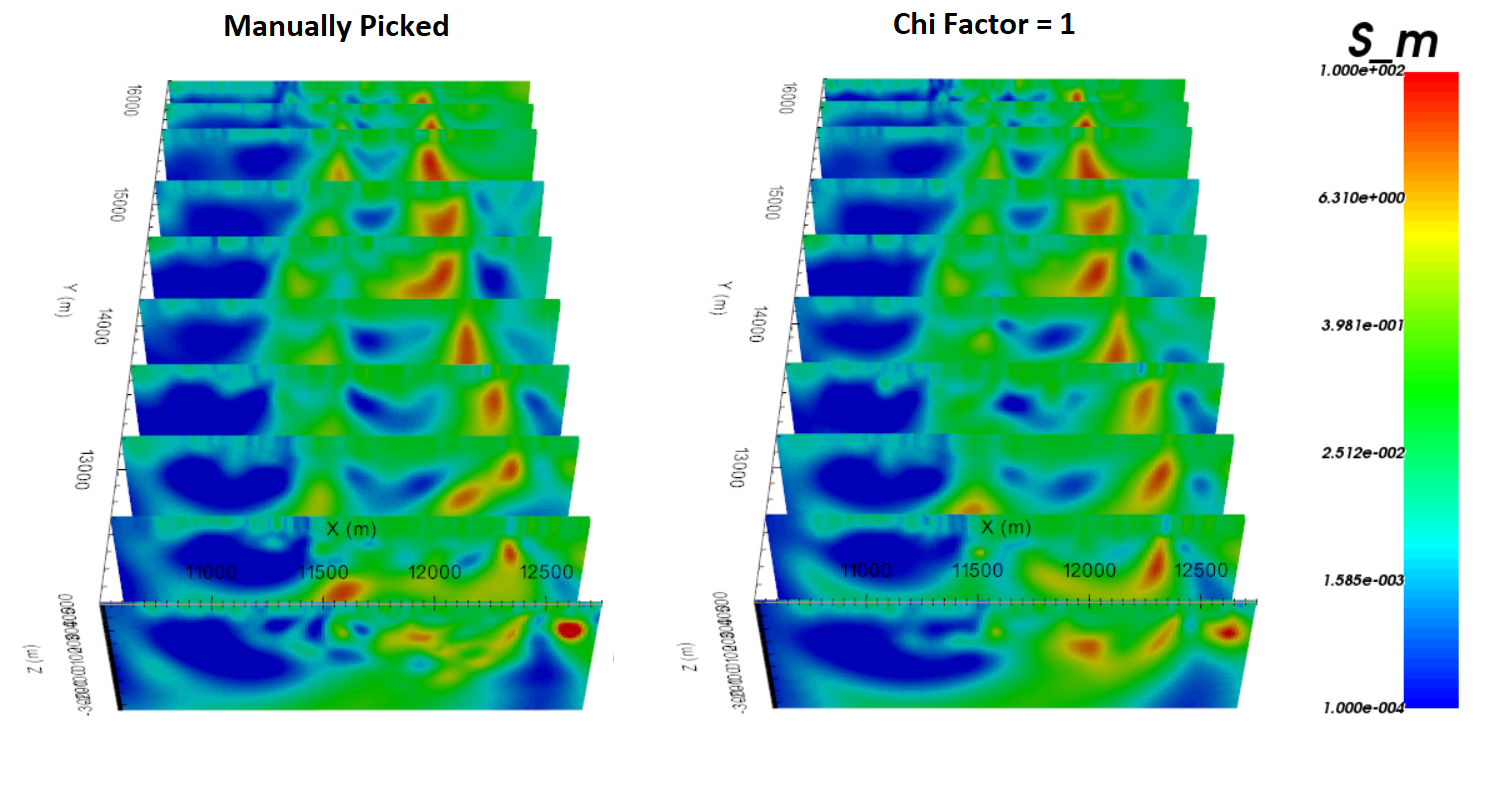 Manually Picked
Chi Factor = 1
S_m
1.000e+002
6.310e+000
3.981e-001
2.512e-002
1.585e-003
1.000e-004
16000
15000
14000
13000
Y (m)
X (m)
11000 11500 12000 12500
Z (m)
16000
15000
14000
13000
Y (m)
X (m)
11000 11500 12000 12500
Z (m)